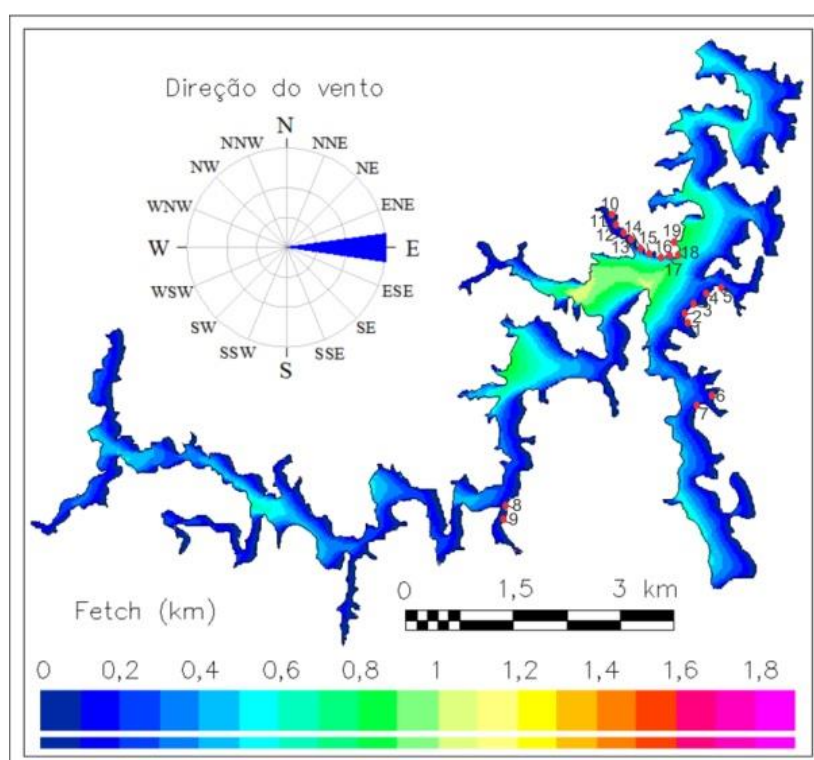 Direção do vento
N
NNW NNE
NW NE
WNW ENE
W E
WSW ESE
SW SE
SSW SSE
S
10
11 14 19
12 15
13 16 18
17
5
4
3
2
1
6
7
8
9
0 1,5 3 km
Fetch (km)
0 0,2 0,4 0,6 0,8 1 1,2 1,4 1,6 1,8